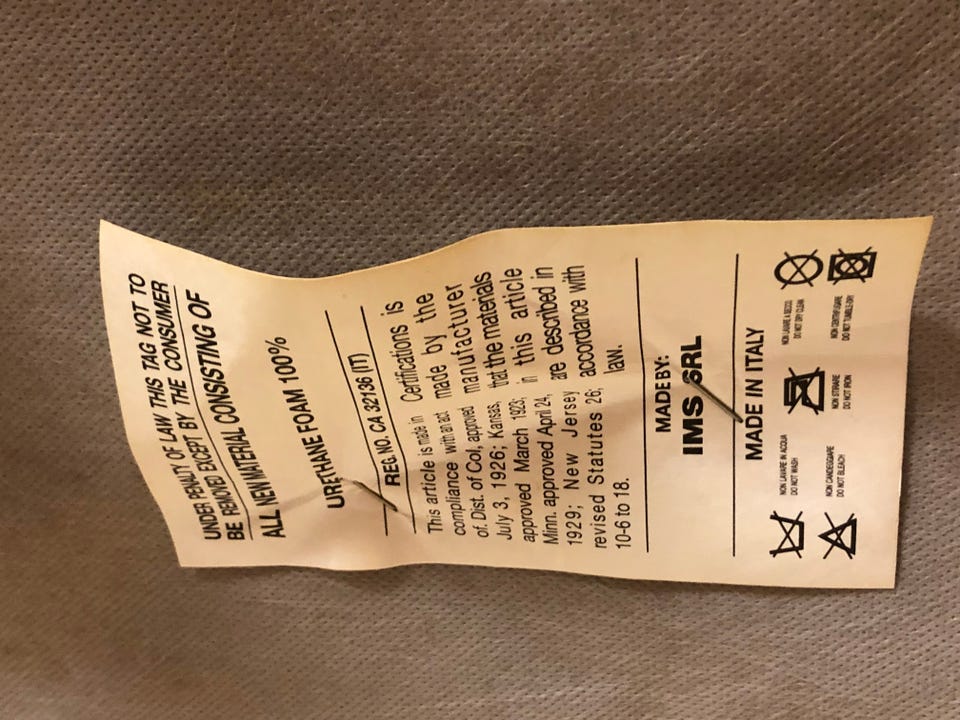 UNDER PENALTY OF LAW THIS TAG NOT TO
BE REMOVED EXCEPT BY THE CONSUMER
ALL NEW MATERIAL CONSISTING OF
URETHANE FOAM 100%
REG. NO. CA 32136 (IT)
This article is made in
compliance with an act
of. Dist. of Col, approved
July 3, 1926; Kansas,
approved March 1923;
Minn. approved April 24,
1929; New Jersey
revised Statutes 26;
10-6 to 18.
Certifications is
made by the
manufacturer
that the materials
in this article
are described in
accordance with
law.
MADE BY:
IMS SRL
MADE IN ITALY
NON LAVARE IN ACQUA
DO NOT WASH
NON CANDEGGIARE
DO NOT BLEACH
NON STIRARE
DO NOT IRON
NON LAVARE A SECCO
DO NOT DRY CLEAN
NON CENTRIFUGARE
DO NOT TUMBLE-DRY